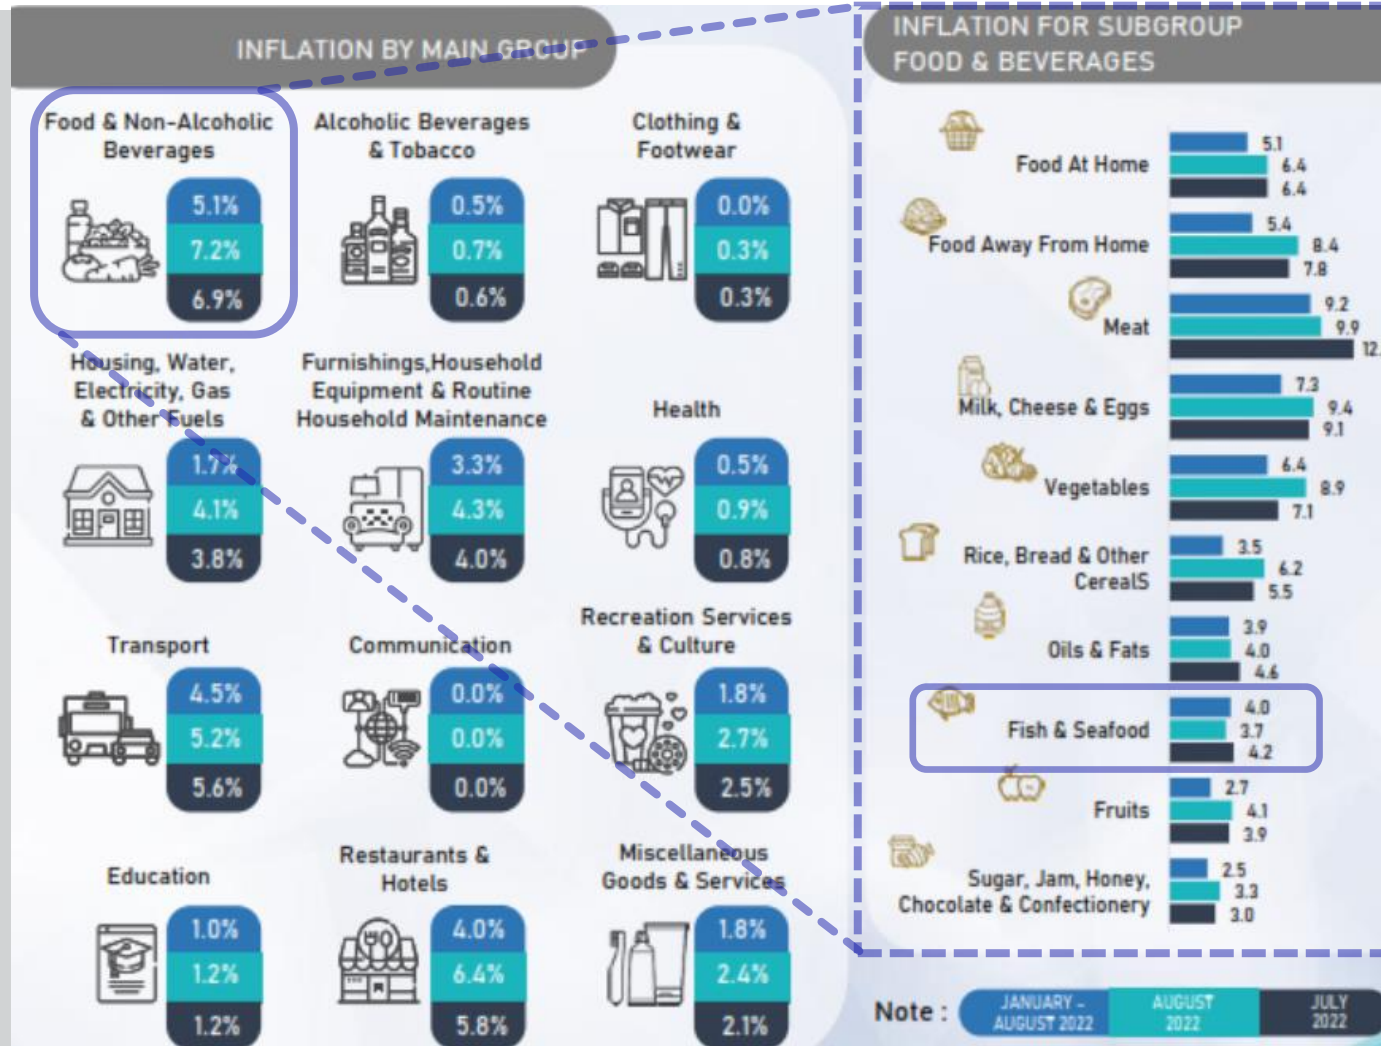 INFLATION BY MAIN GROUP
Food & Non-Alcoholic
Beverages
5.1%
7.2%
6.9%
Alcoholic Beverages
& Tobacco
0.5%
0.7%
0.6%
Clothing &
Footwear
0.0%
0.3%
0.3%
Housing, Water,
Electricity, Gas
& Other Fuels
1.7%
4.1%
3.8%
Furnishings,Household
Equipment & Routine
Household Maintenance
3.3%
4.3%
4.0%
Health
0.5%
0.9%
0.8%
Transport
4.5%
5.2%
5.6%
Communication
0.0%
0.0%
0.0%
Recreation Services
& Culture
1.8%
2.7%
2.5%
Education
1.0%
1.2%
1.2%
Restaurants &
Hotels
4.0%
6.4%
5.8%
Miscellaneous
Goods & Services
1.8%
2.4%
2.1%
INFLATION FOR SUBGROUP
FOOD & BEVERAGES
Food At Home
5.1
6.4
6.4
Food Away From Home
5.4
8.4
7.8
Meat
9.2
9.9
12.
Milk, Cheese & Eggs
7.3
9.4
9.1
Vegetables
6.4
8.9
7.1
Rice, Bread & Other
CerealS
3.5
6.2
5.5
Oils & Fats
3.9
4.0
4.6
Fish & Seafood
4.0
3.7
4.2
Fruits
2.7
4.1
3.9
Sugar, Jam, Honey,
Chocolate & Confectionery
2.5
3.3
3.0
Note :
JANUARY -
AUGUST 2022
AUGUST
2022
JULY
2022